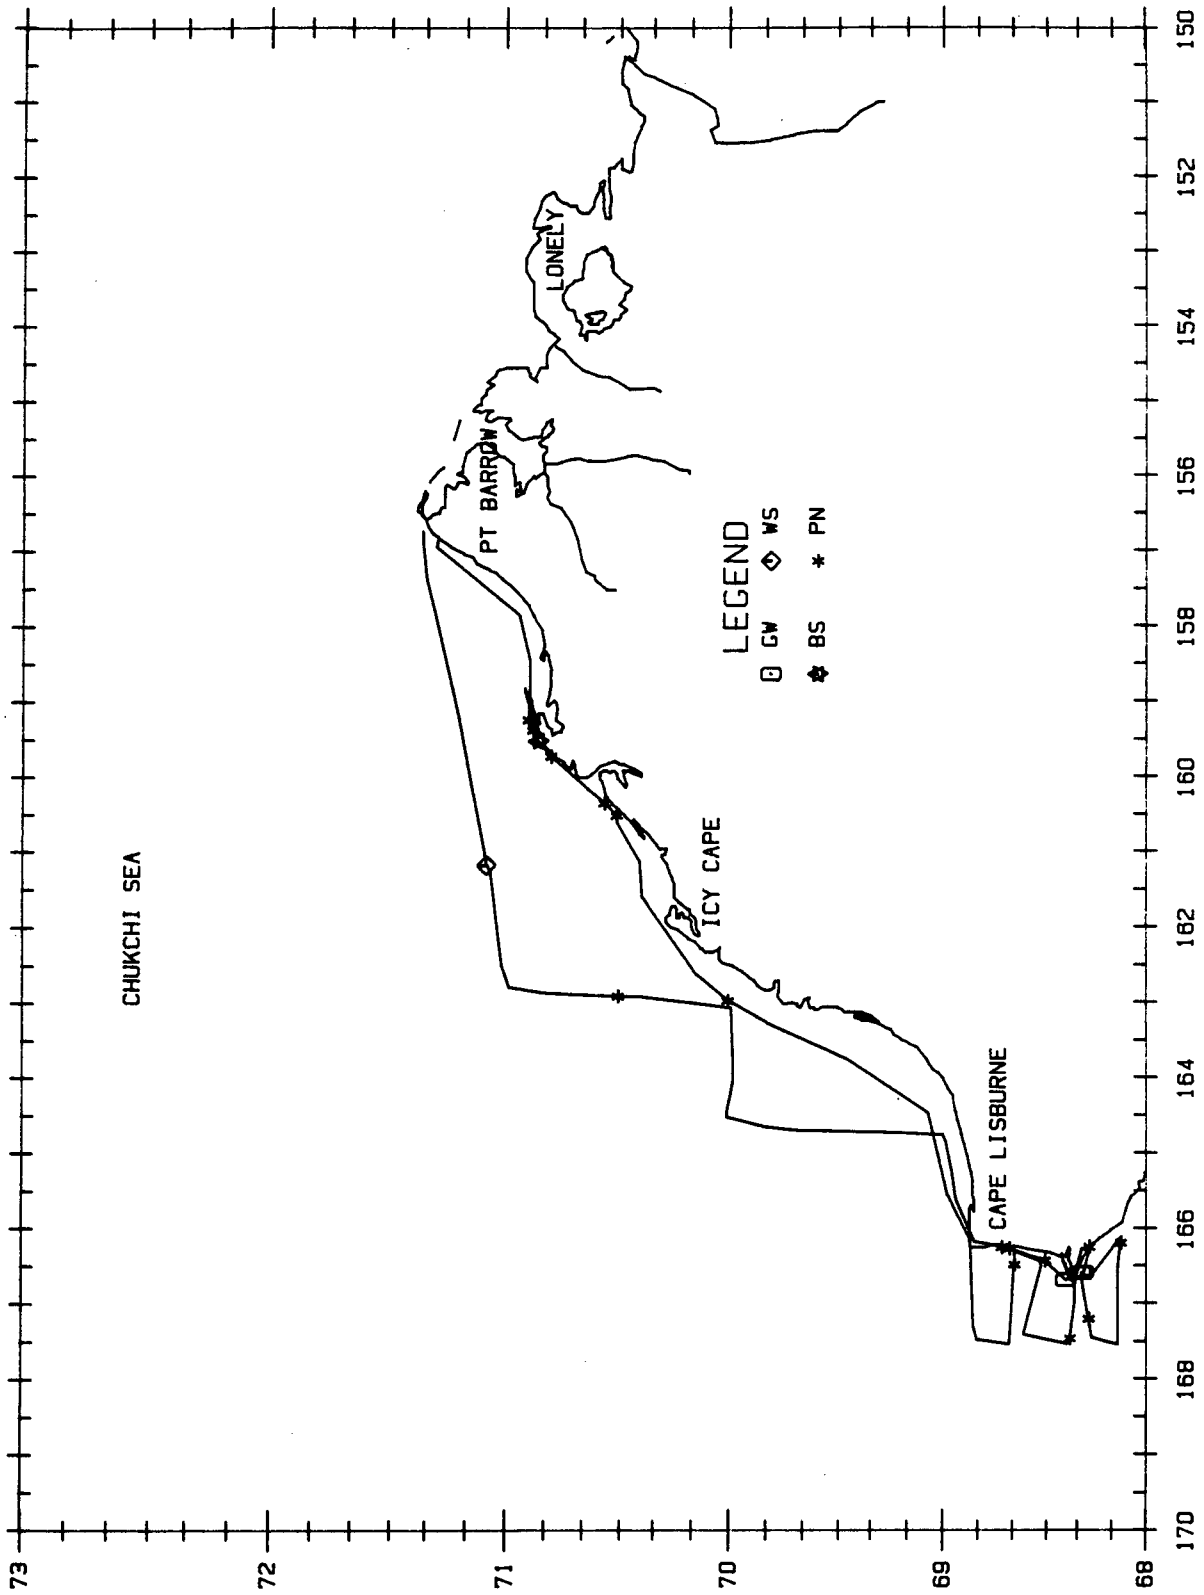 73
72
71
70
69
68
170
168
166
164
162
160
158
156
154
152
150
CHUKCHI SEA
PT BARROW
LONELY
ICY CAPE
CAPE LISBURNE
LEGEND
GW WS
BS PN